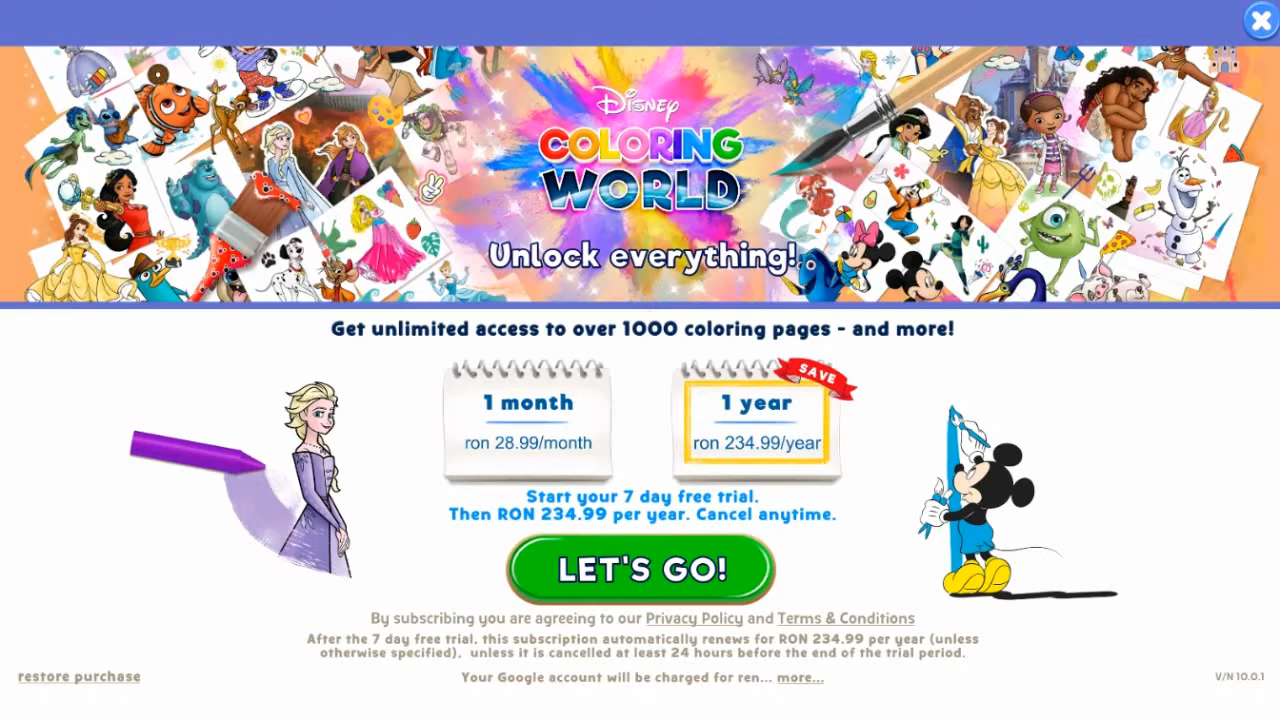 Disney
COLORING
WORLD
Unlock everything!
Get unlimited access to over 1000 coloring pages - and more!
1 month
ron 28.99/month
SAVE
1 year
ron 234.99/year
Start your 7 day free trial.
Then RON 234.99 per year. Cancel anytime.
LET'S GO!
By subscribing you are agreeing to our Privacy Policy and Terms & Conditions
After the 7 day free trial, this subscription automatically renews for RON 234.99 per year (unless
otherwise specified), unless it is cancelled at least 24 hours before the end of the trial period.
restore purchase
Your Google account will be charged for ren... more...
V/N 10.0.1